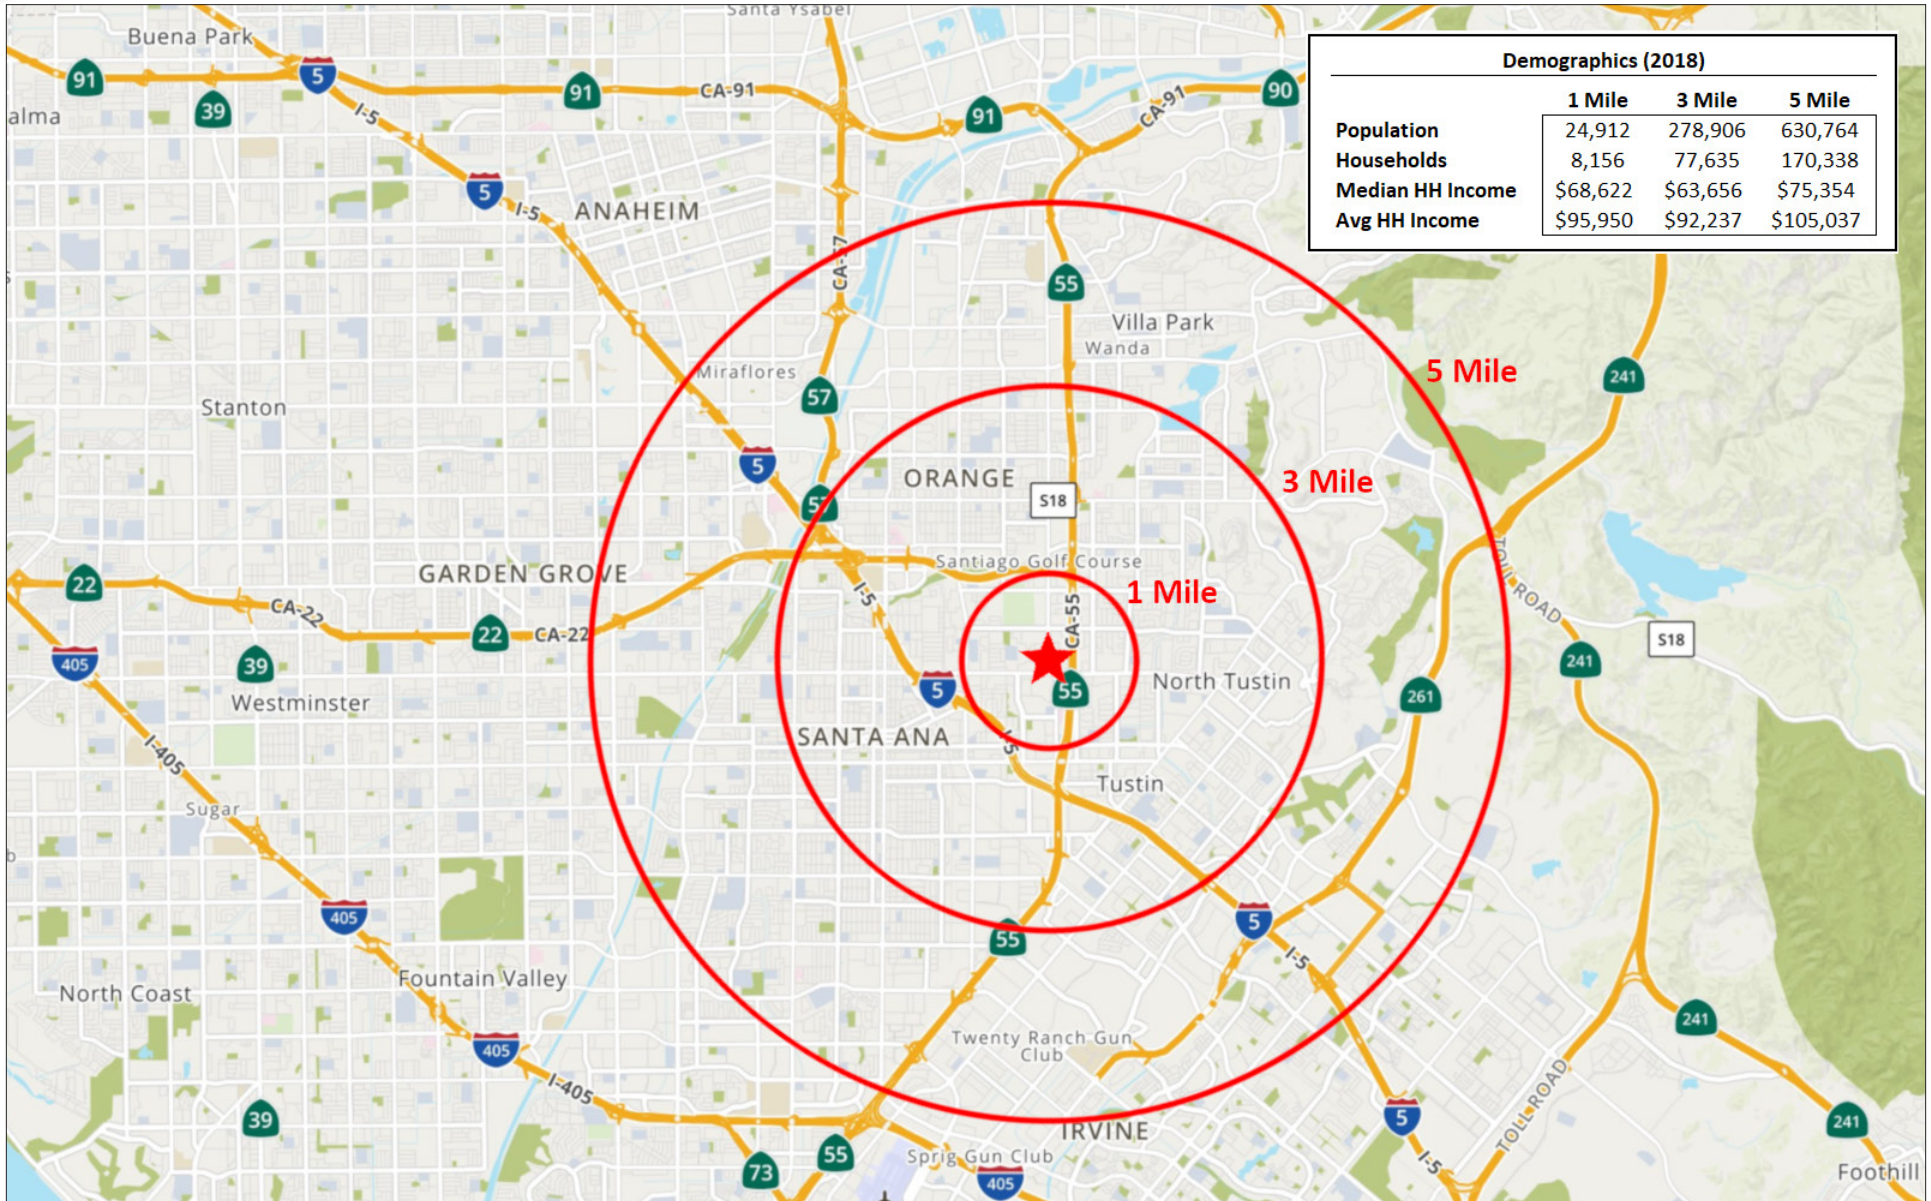 Santa Ysabel
Buena Park
Demographics (2018)
1 Mile 3 Mile 5 Mile
Population 24,912 278,906 630,764
Households 8,156 77,635 170,338
Median HH Income $68,622 $63,656 $75,354
Avg HH Income $95,950 $92,237 $105,037
91
5
91
CA-91
91
CA-91
90
39
alma
I-5
5
I-5
ANAHEIM
CA-57
55
Villa Park
Wanda
Miraflores
5 Mile
241
57
Stanton
5
ORANGE
3 Mile
S18
57
Santiago Golf Course
TOLL ROAD
22
GARDEN GROVE
I-5
1 Mile
CA-22
CA-55
22
CA-22
S18
405
39
241
5
55
North Tustin
261
Westminster
SANTA ANA
I-5
I-405
Tustin
Sugar
b
405
5
55
I-5
Fountain Valley
North Coast
241
Twenty Ranch Gun
Club
405
I-405
TOLL ROAD
39
5
241
IRVINE
55
Sprig Gun Club
73
405
I-5
Foothill